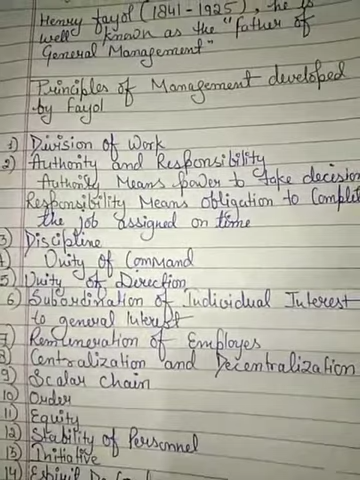 Henry fayol (1841-1925), he is
well known as the "father of
General Management"
Principles of Management developed
by fayol
1) Division of Work
2) Authority and Responsibility
Authority Means power to take decision
Responsibility Means obligation to Complet
the job assigned on time
3) Discipline
4 Unity of Command
5) Unity of Direction
6) Subordination of Individual Interest
to general Interest
7) Remuneration of Employes
8) Centralization and Decentralization
9) Scalar chain
10) Order
11) Equity
12) Stability of Personnel
13) Initiative
14)